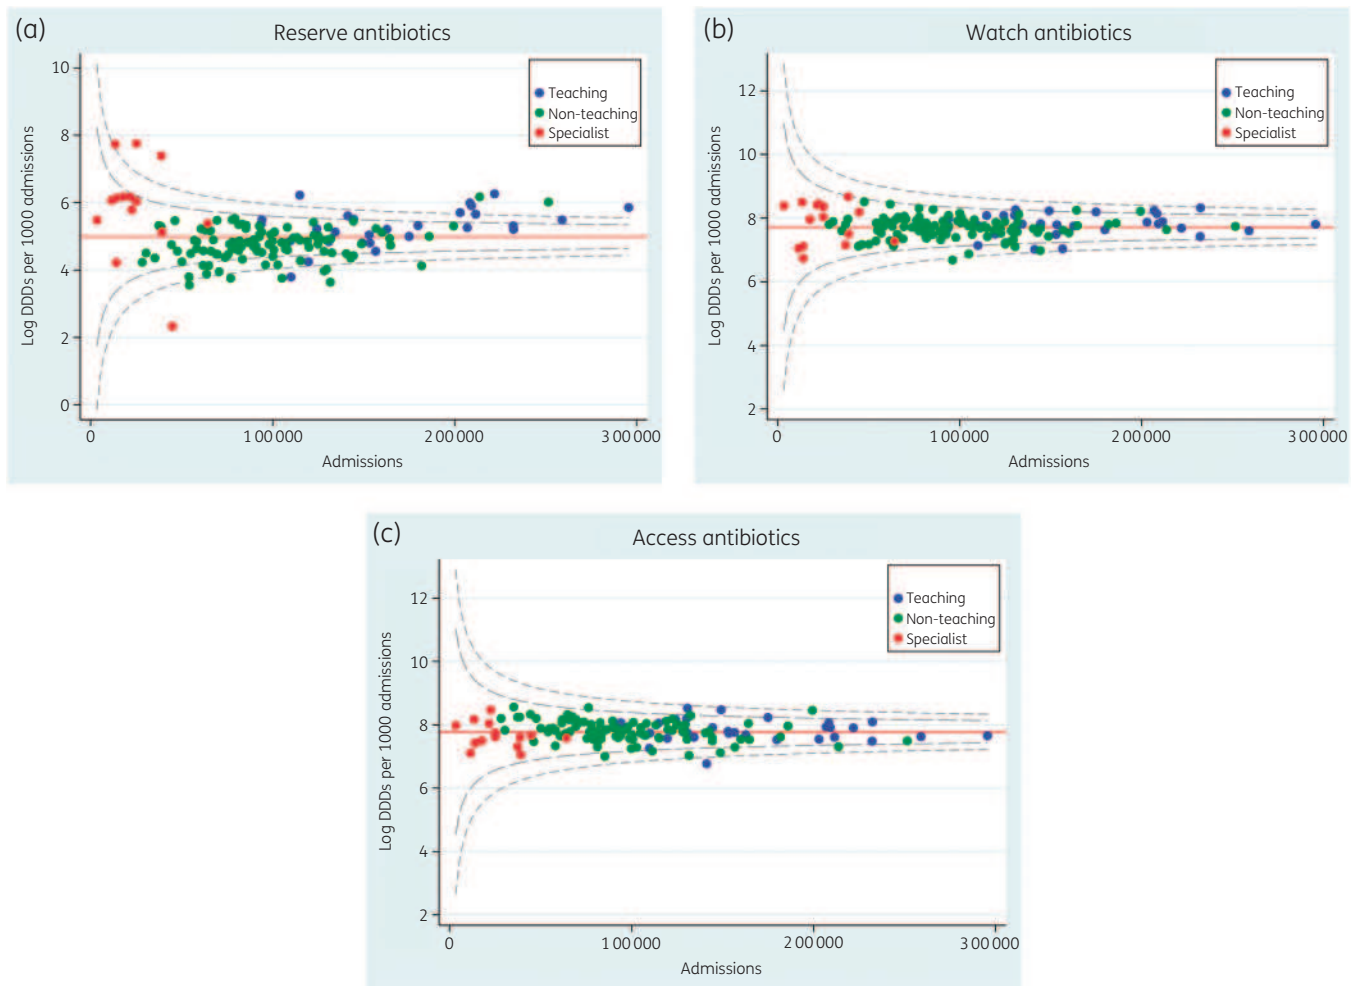 (a)
Reserve antibiotics
10
8
6
4
2
0
Log DDDs per 1000 admissions
Teaching
Non-teaching
Specialist
0
100 000
200 000
300 000
Admissions
(b)
Watch antibiotics
12
10
8
6
4
2
Log DDDs per 1000 admissions
Teaching
Non-teaching
Specialist
0
100 000
200 000
300 000
Admissions
(c)
Access antibiotics
12
10
8
6
4
2
Log DDDs per 1000 admissions
Teaching
Non-teaching
Specialist
0
100 000
200 000
300 000
Admissions